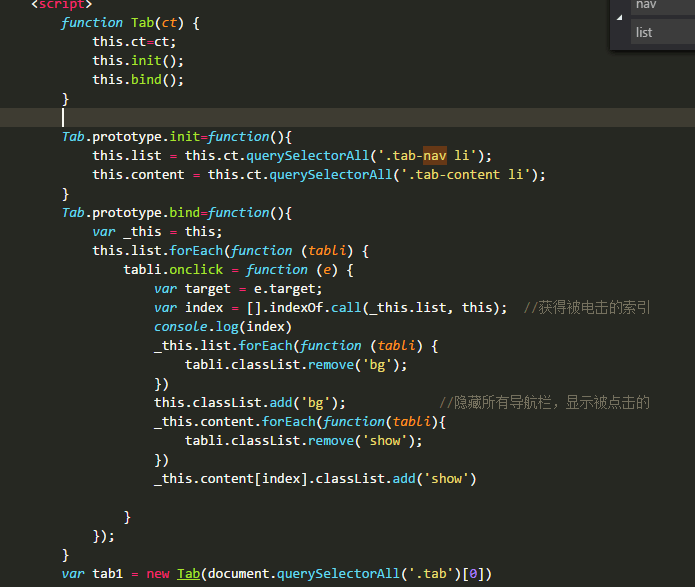 <script>
function Tab(ct) {
this.ct=ct;
this.init();
this.bind();
}
Tab.prototype.init=function(){
this.list = this.ct.querySelectorAll('.tab-nav li');
this.content = this.ct.querySelectorAll('.tab-content li');
}
Tab.prototype.bind=function(){
var _this = this;
this.list.forEach(function (tabli) {
tabli.onclick = function (e) {
var target = e.target;
var index = [].indexOf.call(_this.list, this);  //获得被电击的索引
console.log(index)
_this.list.forEach(function (tabli) {
tabli.classList.remove('bg');
})
this.classList.add('bg');            //隐藏所有导航栏，显示被点击的
_this.content.forEach(function(tabli){
tabli.classList.remove('show');
})
_this.content[index].classList.add('show')
}
});
}
var tab1 = new Tab(document.querySelectorAll('.tab')[0])
nav
list